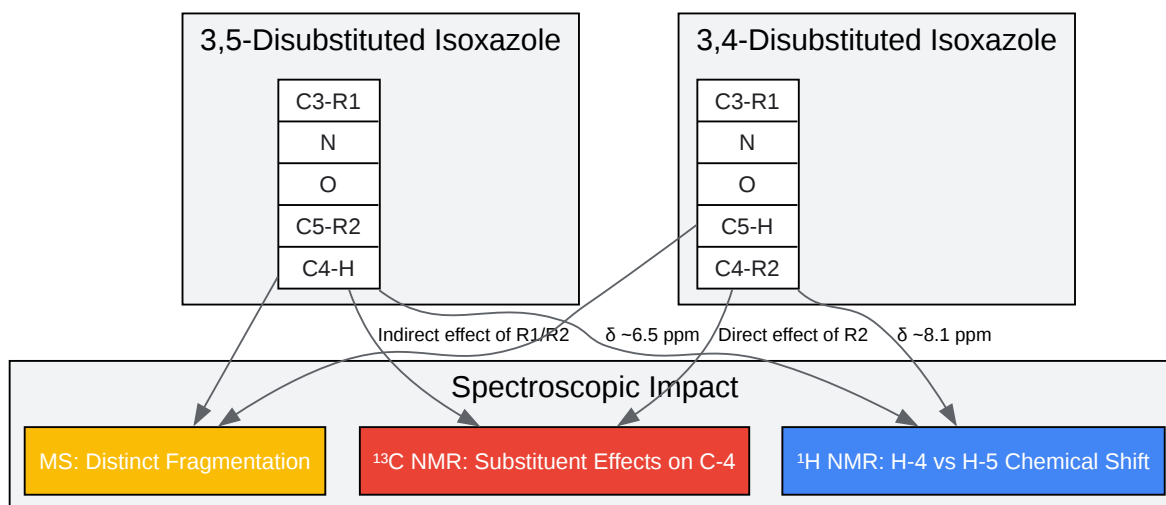 3,5-Disubstituted Isoxazole
C3-R1
N
O
C5-R2
C4-H
3,4-Disubstituted Isoxazole
C3-R1
N
O
C5-H
C4-R2
Indirect effect of R1/R2
δ ~6.5 ppm
Direct effect of R2
δ ~8.1 ppm
Spectroscopic Impact
MS: Distinct Fragmentation
¹³C NMR: Substituent Effects on C-4
¹H NMR: H-4 vs H-5 Chemical Shift